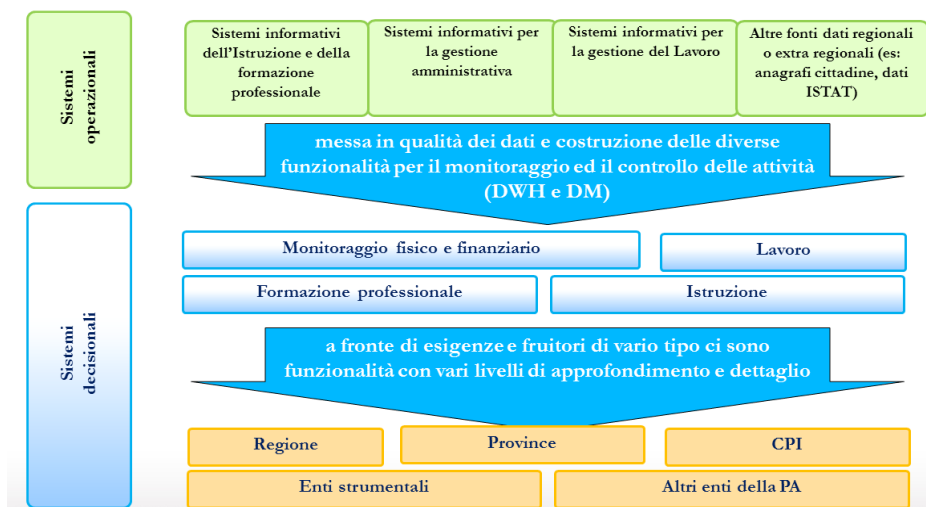 Sistemi
operazionali
Sistemi informativi
dell'Istruzione e della
formazione
professionale
Sistemi informativi per
la gestione
amministrativa
Sistemi informativi per
la gestione del Lavoro
Altre fonti dati regionali
o extra regionali (es:
anagrafi cittadine, dati
ISTAT)
messa in qualità dei dati e costruzione delle diverse
funzionalità per il monitoraggio ed il controllo delle attività
(DWH e DM)
Sistemi
decisionali
Monitoraggio fisico e finanziario
Lavoro
Formazione professionale
Istruzione
a fronte di esigenze e fruitori di vario tipo ci sono
funzionalità con vari livelli di approfondimento e dettaglio
Regione
Province
CPI
Enti strumentali
Altri enti della PA